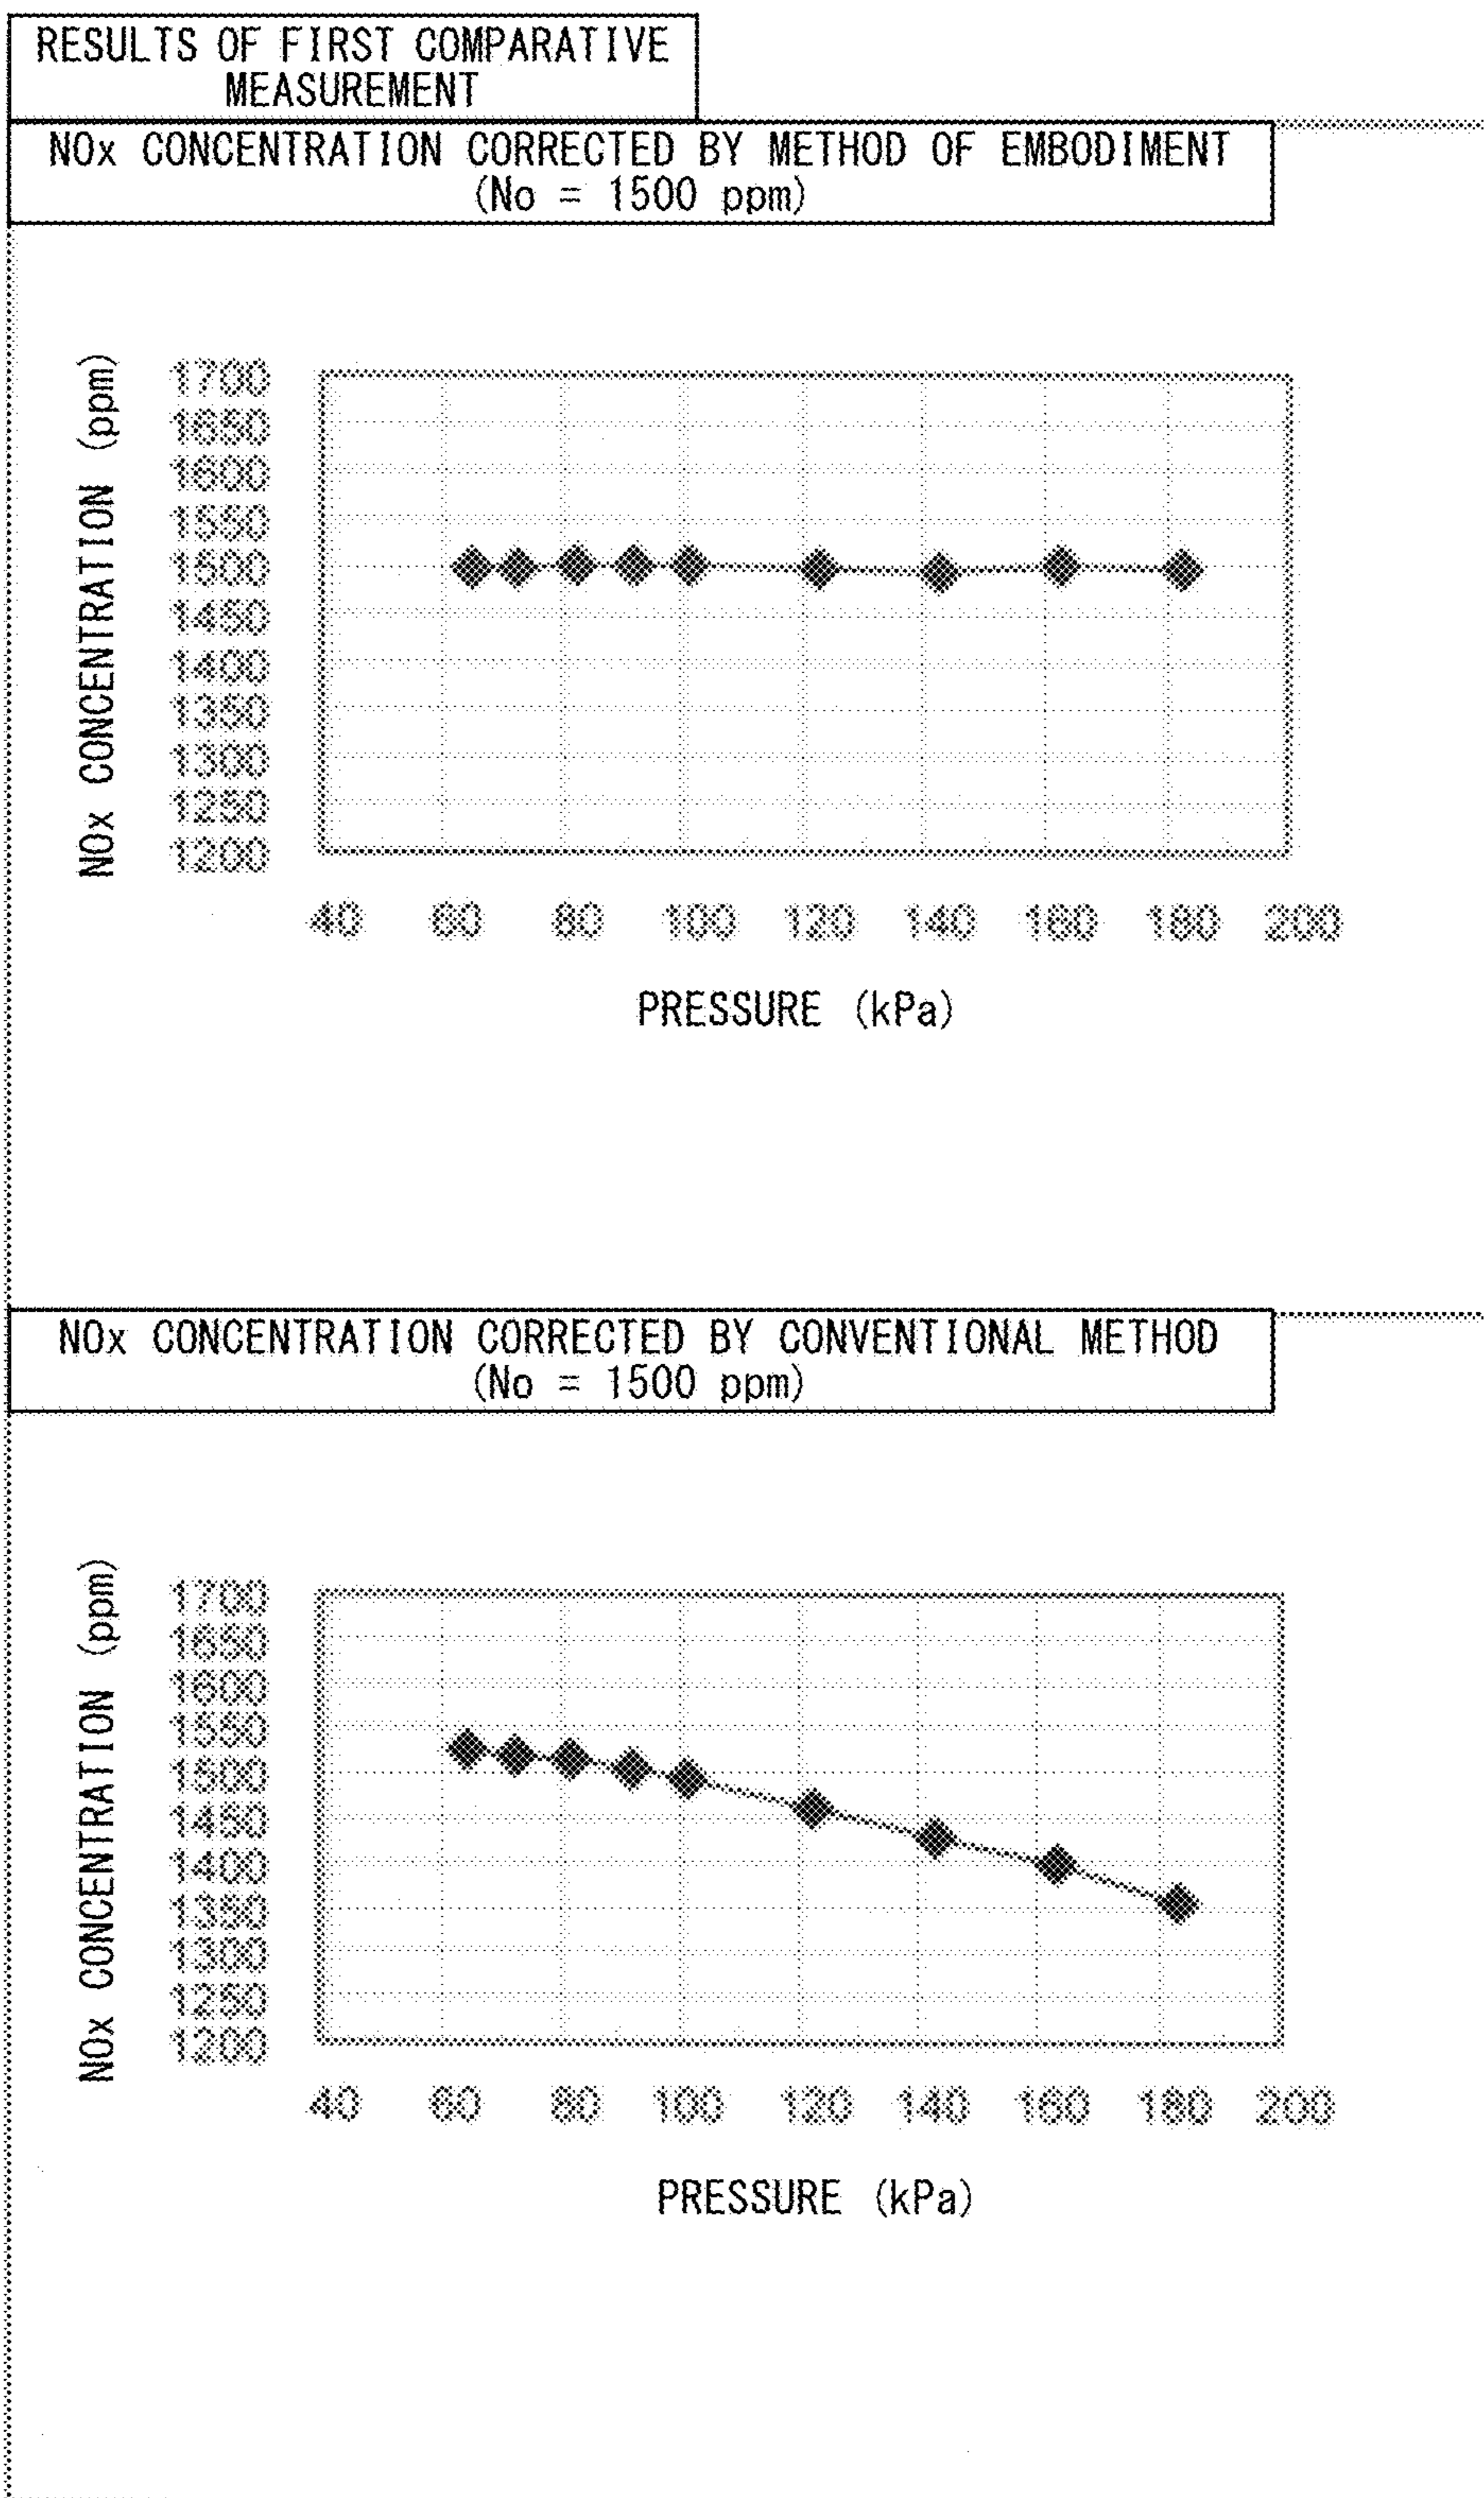 RESULTS OF FIRST COMPARATIVE
MEASUREMENT
NOx CONCENTRATION CORRECTED BY METHOD OF EMBODIMENT
(No = 1500 ppm)
NOx CONCENTRATION (ppm)
1700
1650
1600
1550
1500
1450
1400
1350
1300
1250
1200
40 60 80 100 120 140 160 180 200
PRESSURE (kPa)
NOx CONCENTRATION CORRECTED BY CONVENTIONAL METHOD
(No = 1500 ppm)
NOx CONCENTRATION (ppm)
1700
1650
1600
1550
1500
1450
1400
1350
1300
1250
1200
40 60 80 100 120 140 160 180 200
PRESSURE (kPa)